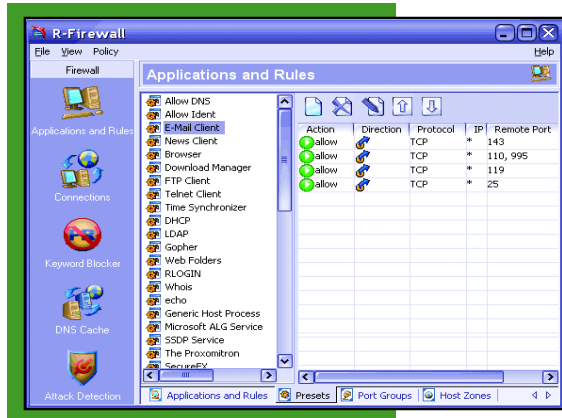 R-Firewall
File View Policy Help
Firewall
Applications and Rules
Connections
Keyword Blocker
DNS Cache
Attack Detection
Applications and Rules
Allow DNS
Allow Ident
E-Mail Client
News Client
Browser
Download Manager
FTP Client
Telnet Client
Time Synchronizer
DHCP
LDAP
Gopher
Web Folders
RLOGIN
Whois
echo
Generic Host Process
Microsoft ALG Service
SSDP Service
The Proxomitron
SecureFX
Action Direction Protocol IP Remote Port
allow TCP * 143
allow TCP * 110, 995
allow TCP * 119
allow TCP * 25
Applications and Rules Presets Port Groups Host Zones